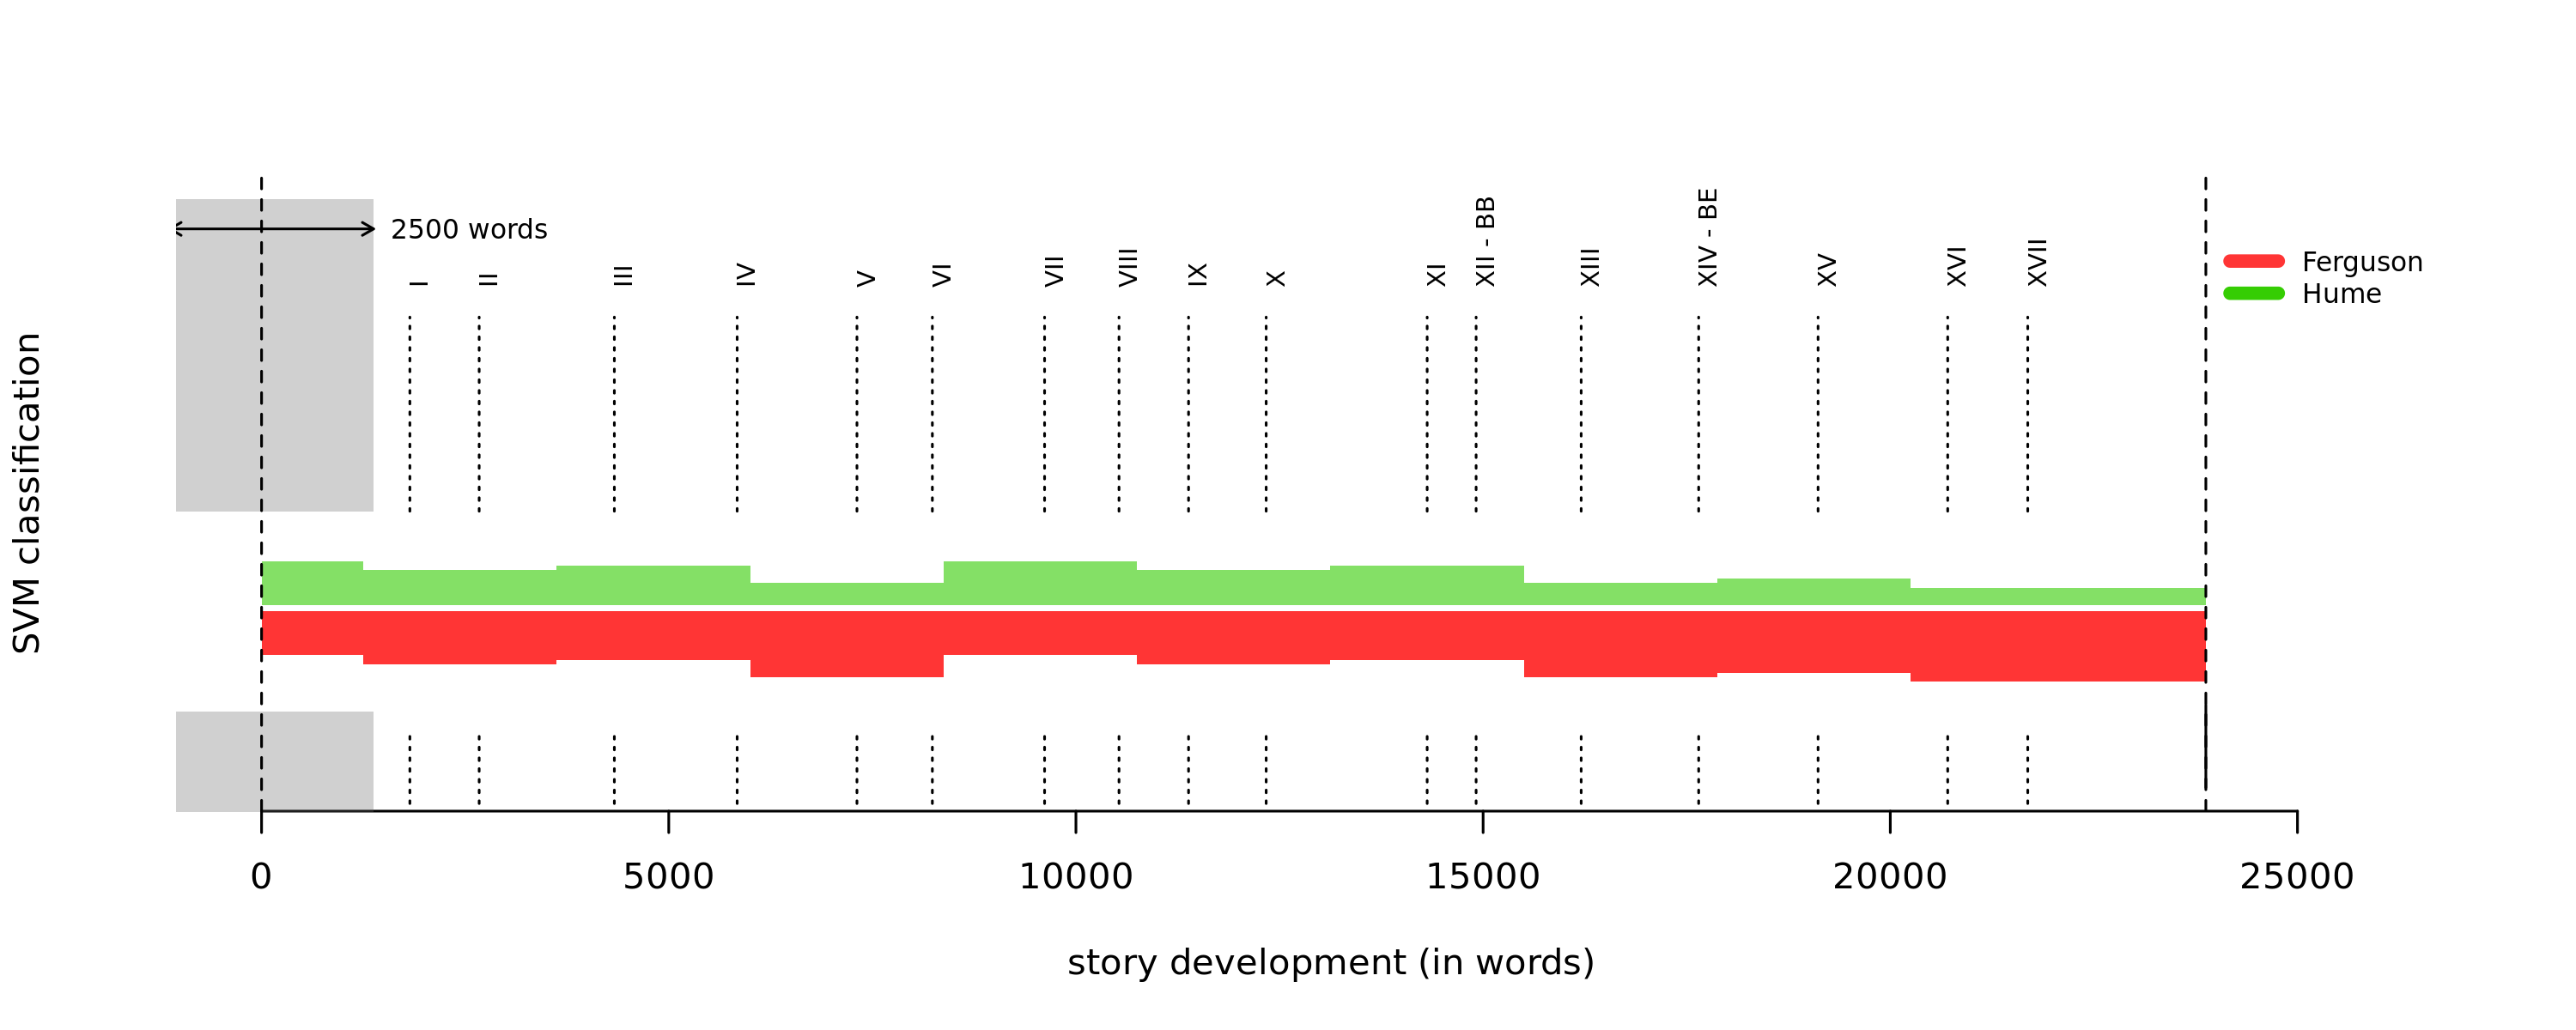 2500 words
I
II
III
IV
V
VI
VII
VIII
IX
X
XI
XII - BB
XIII
XIV - BE
XV
XVI
XVII
Ferguson
Hume
SVM classification
0
5000
10000
15000
20000
25000
story development (in words)